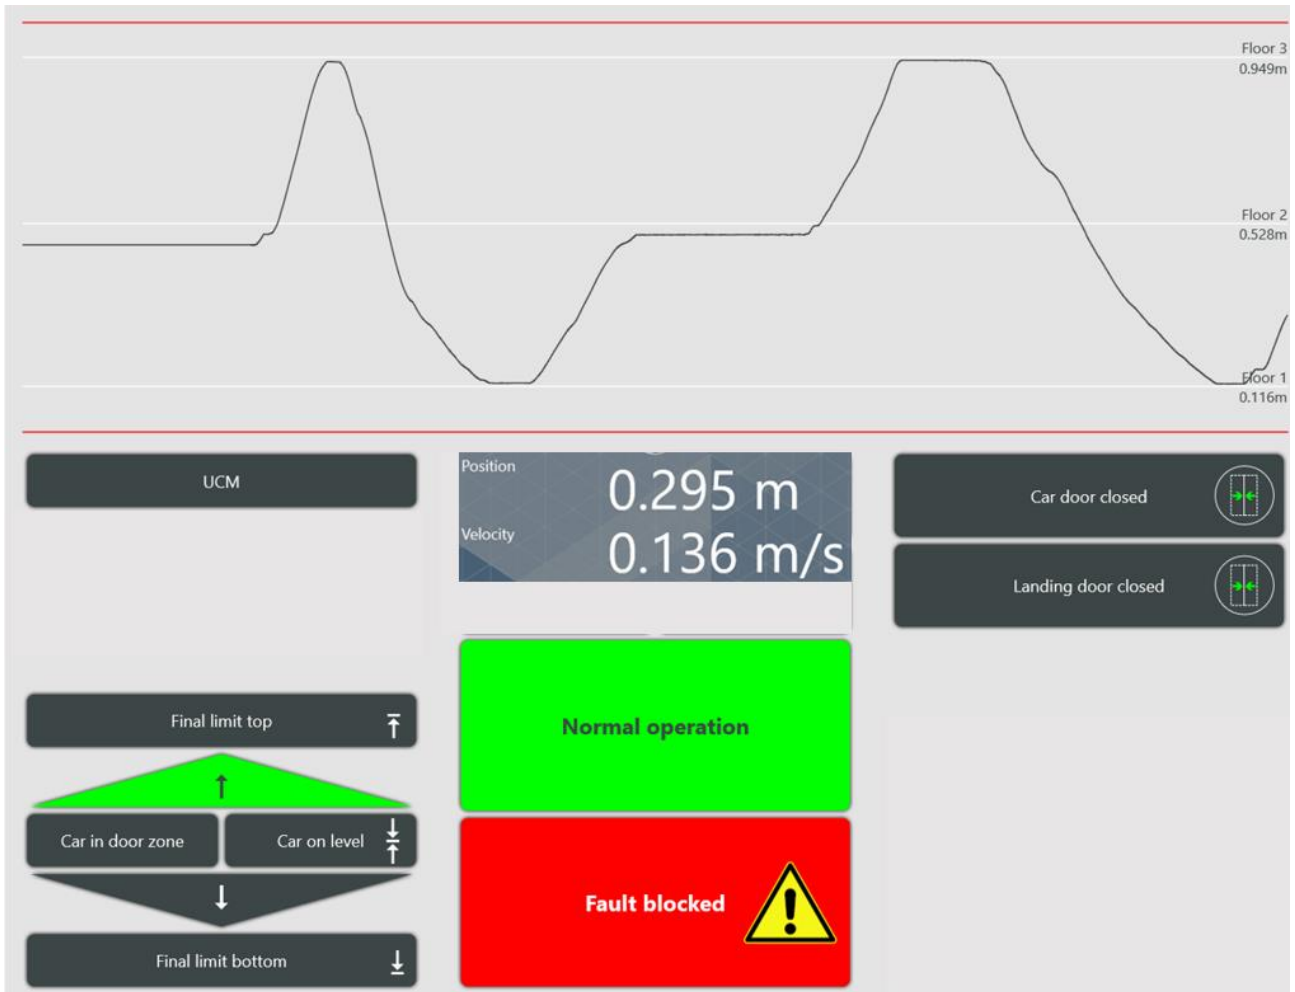 Floor 3
0.949m
Floor 2
0.528m
Floor 1
0.116m
UCM
Position
0.295 m
Velocity
0.136 m/s
Car door closed
Landing door closed
Final limit top
Normal operation
Car in door zone
Car on level
Fault blocked
Final limit bottom